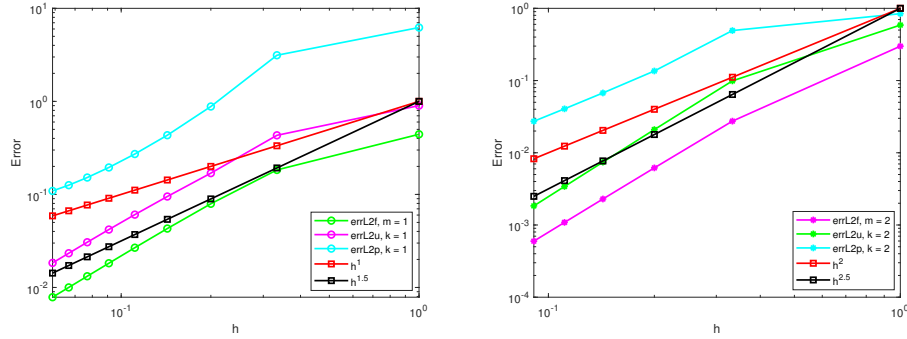 10^1
10^0
10^-1
10^-2
Error
10^-1
10^0
h
errL2f, m = 1
errL2u, k = 1
errL2p, k = 1
h^1
h^1.5
10^0
10^-1
10^-2
10^-3
10^-4
Error
10^-1
10^0
h
errL2f, m = 2
errL2u, k = 2
errL2p, k = 2
h^2
h^2.5